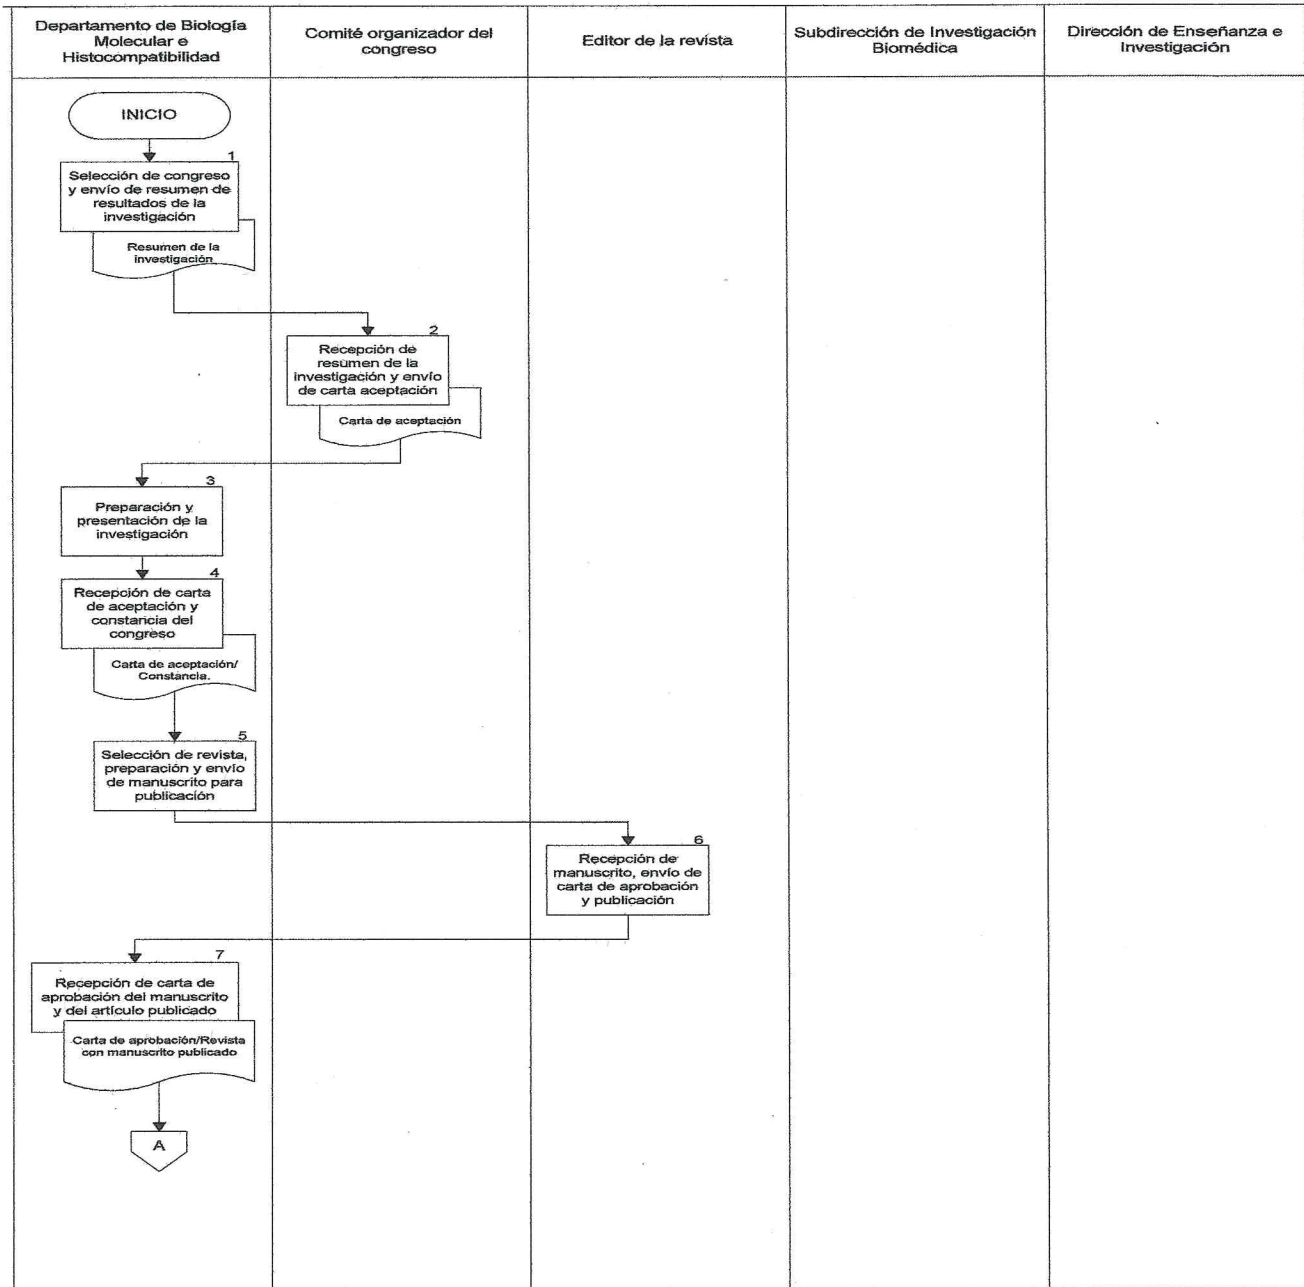 Departamento de Biología
Molecular e
Histocompatibilidad
Comité organizador del
congreso
Editor de la revista
Subdirección de Investigación
Biomédica
Dirección de Enseñanza e
Investigación
INICIO
1
Selección de congreso
y envío de resumen de
resultados de la
investigación
Resumen de la
investigación
2
Recepción de
resumen de la
investigación y envío
de carta aceptación
Carta de aceptación
3
Preparación y
presentación de la
investigación
4
Recepción de carta
de aceptación y
constancia del
congreso
Carta de aceptación/
Constancia.
5
Selección de revista,
preparación y envío
de manuscrito para
publicación
6
Recepción de
manuscrito, envío de
carta de aprobación
y publicación
7
Recepción de carta de
aprobación del manuscrito
y del artículo publicado
Carta de aprobación/Revista
con manuscrito publicado
A